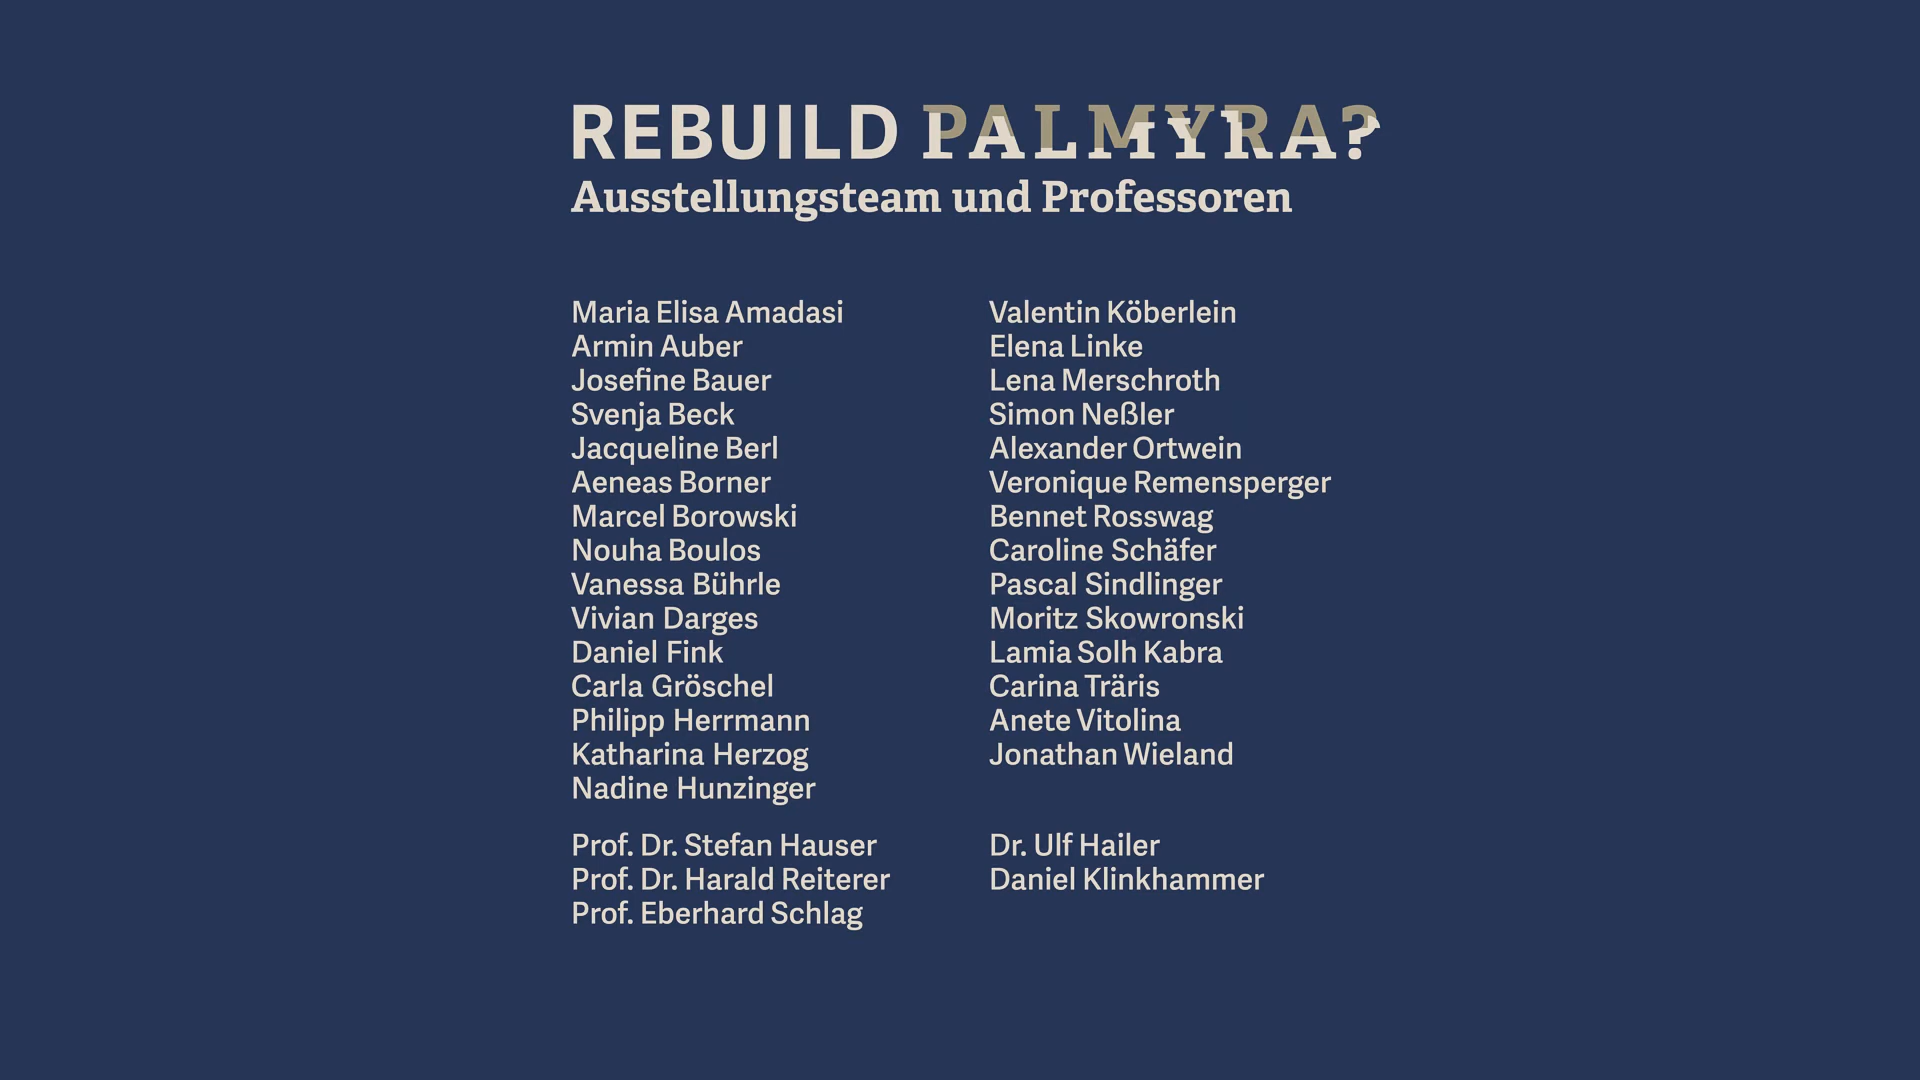 REBUILD PALMYRA?
Ausstellungsteam und Professoren
Maria Elisa Amadasi
Armin Auber
Josefine Bauer
Svenja Beck
Jacqueline Berl
Aeneas Borner
Marcel Borowski
Nouha Boulos
Vanessa Bührle
Vivian Darges
Daniel Fink
Carla Gröschel
Philipp Herrmann
Katharina Herzog
Nadine Hunzinger
Valentin Köberlein
Elena Linke
Lena Merschroth
Simon Neßler
Alexander Ortwein
Veronique Remensperger
Bennet Rosswag
Caroline Schäfer
Pascal Sindlinger
Moritz Skowronski
Lamia Solh Kabra
Carina Träris
Anete Vitolina
Jonathan Wieland
Prof. Dr. Stefan Hauser
Prof. Dr. Harald Reiterer
Prof. Eberhard Schlag
Dr. Ulf Hailer
Daniel Klinkhammer